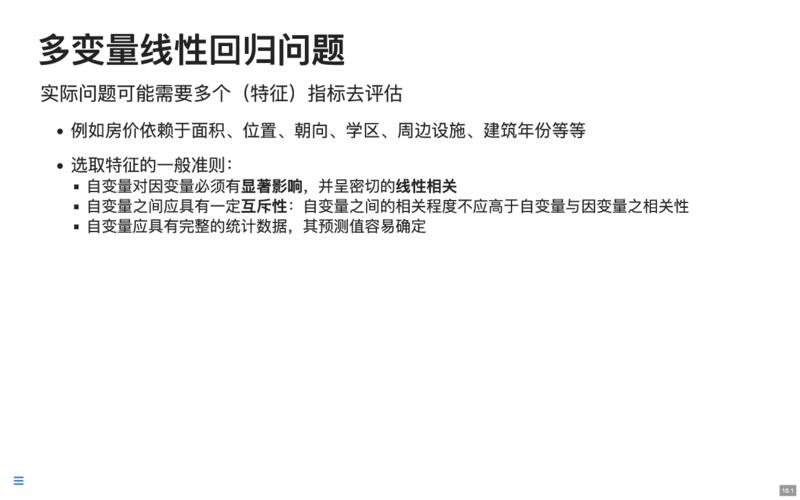 多变量线性回归问题
实际问题可能需要多个（特征）指标去评估
• 例如房价依赖于面积、位置、朝向、学区、周边设施、建筑年份等等
• 选取特征的一般准则：
▪ 自变量对因变量必须有显著影响，并呈密切的线性相关
▪ 自变量之间应具有一定互斥性：自变量之间的相关程度不应高于自变量与因变量之相关性
▪ 自变量应具有完整的统计数据，其预测值容易确定